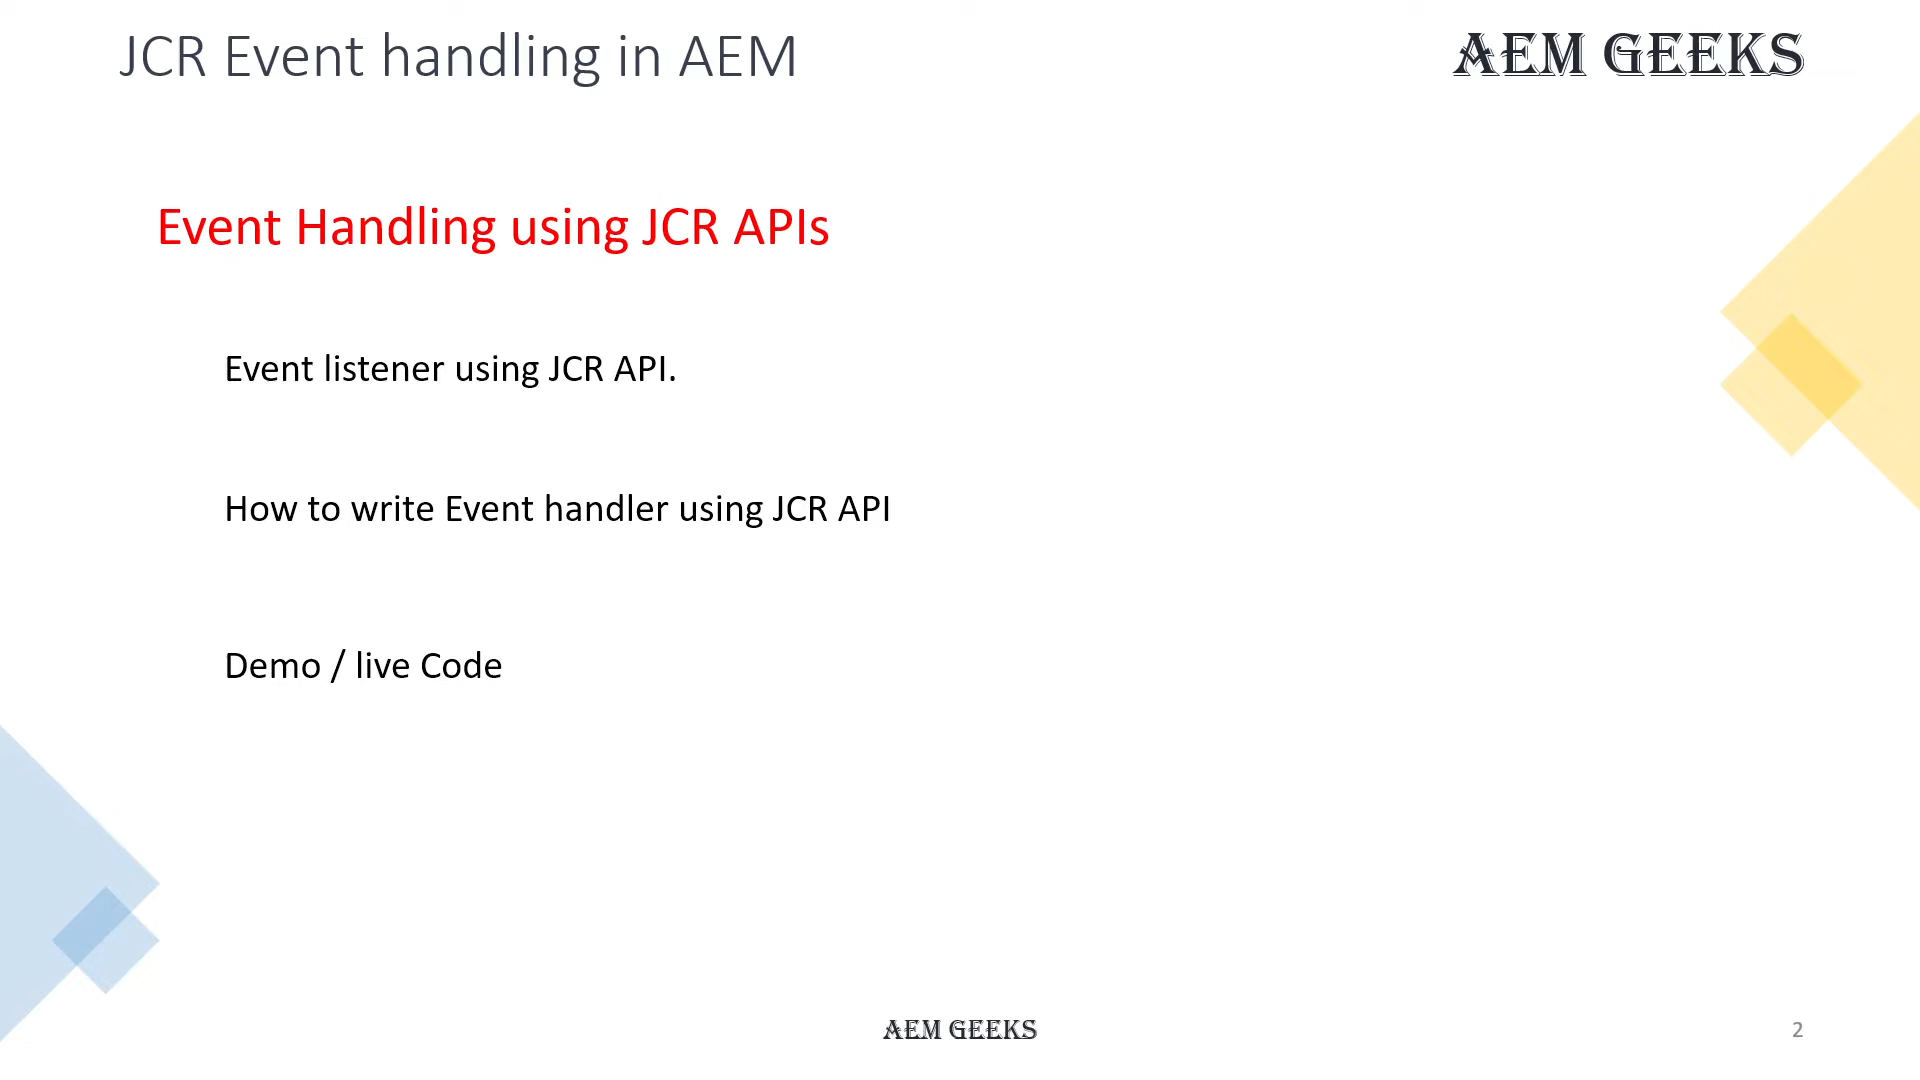 JCR Event handling in AEM
AEM GEEKS
Event Handling using JCR APIs
Event listener using JCR API.
How to write Event handler using JCR API
Demo / live Code
AEM GEEKS
2